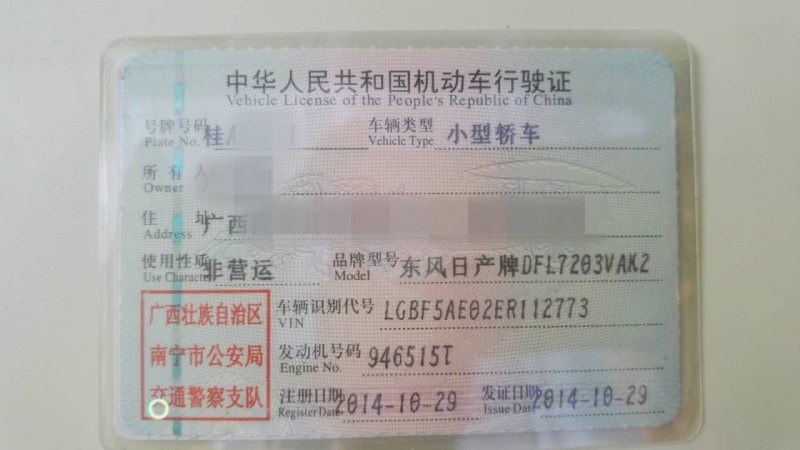 中华人民共和国机动车行驶证
Vehicle License of the People's Republic of China
号牌号码 桂A 车辆类型 小型轿车
Plate No. Vehicle Type
所有人
Owner
住址 广西
Address
使用性质 非营运 品牌型号 东风日产牌DFL7203VAK2
Use Character Model
广西壮族自治区 车辆识别代号 LGBF5AE02ER112773
VIN
南宁市公安局 发动机号码 946515T
Engine No.
交通警察支队 注册日期 2014-10-29 发证日期 2014-10-29
Register Date Issue Date